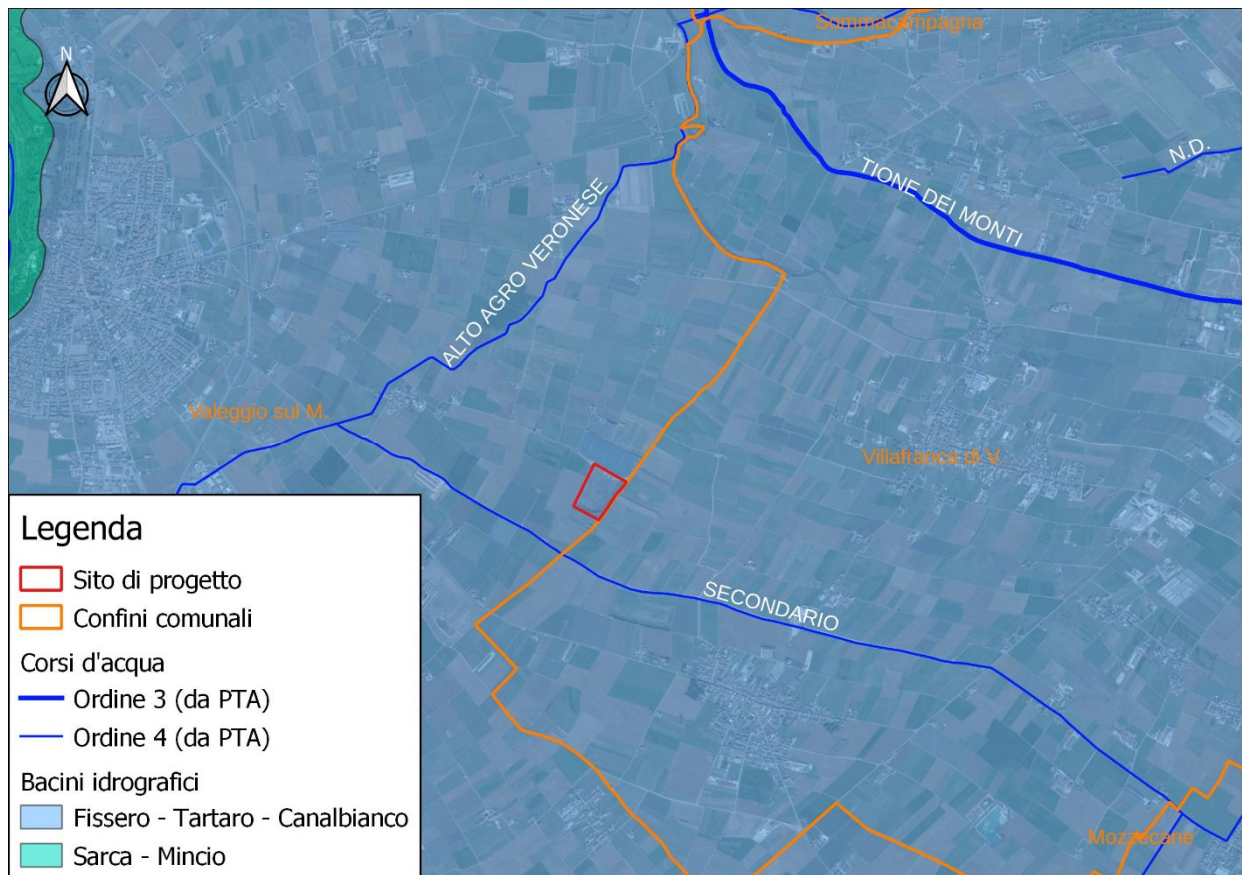 Sommacampagna
N
N.D.
TIONE DEI MONTI
ALTO AGRO VERONESE
Valeggio sul M.
Villafranca di V.
SECONDARIO
Mozzecane
Legenda
Sito di progetto
Confini comunali
Corsi d'acqua
Ordine 3 (da PTA)
Ordine 4 (da PTA)
Bacini idrografici
Fissero - Tartaro - Canalbianco
Sarca - Mincio